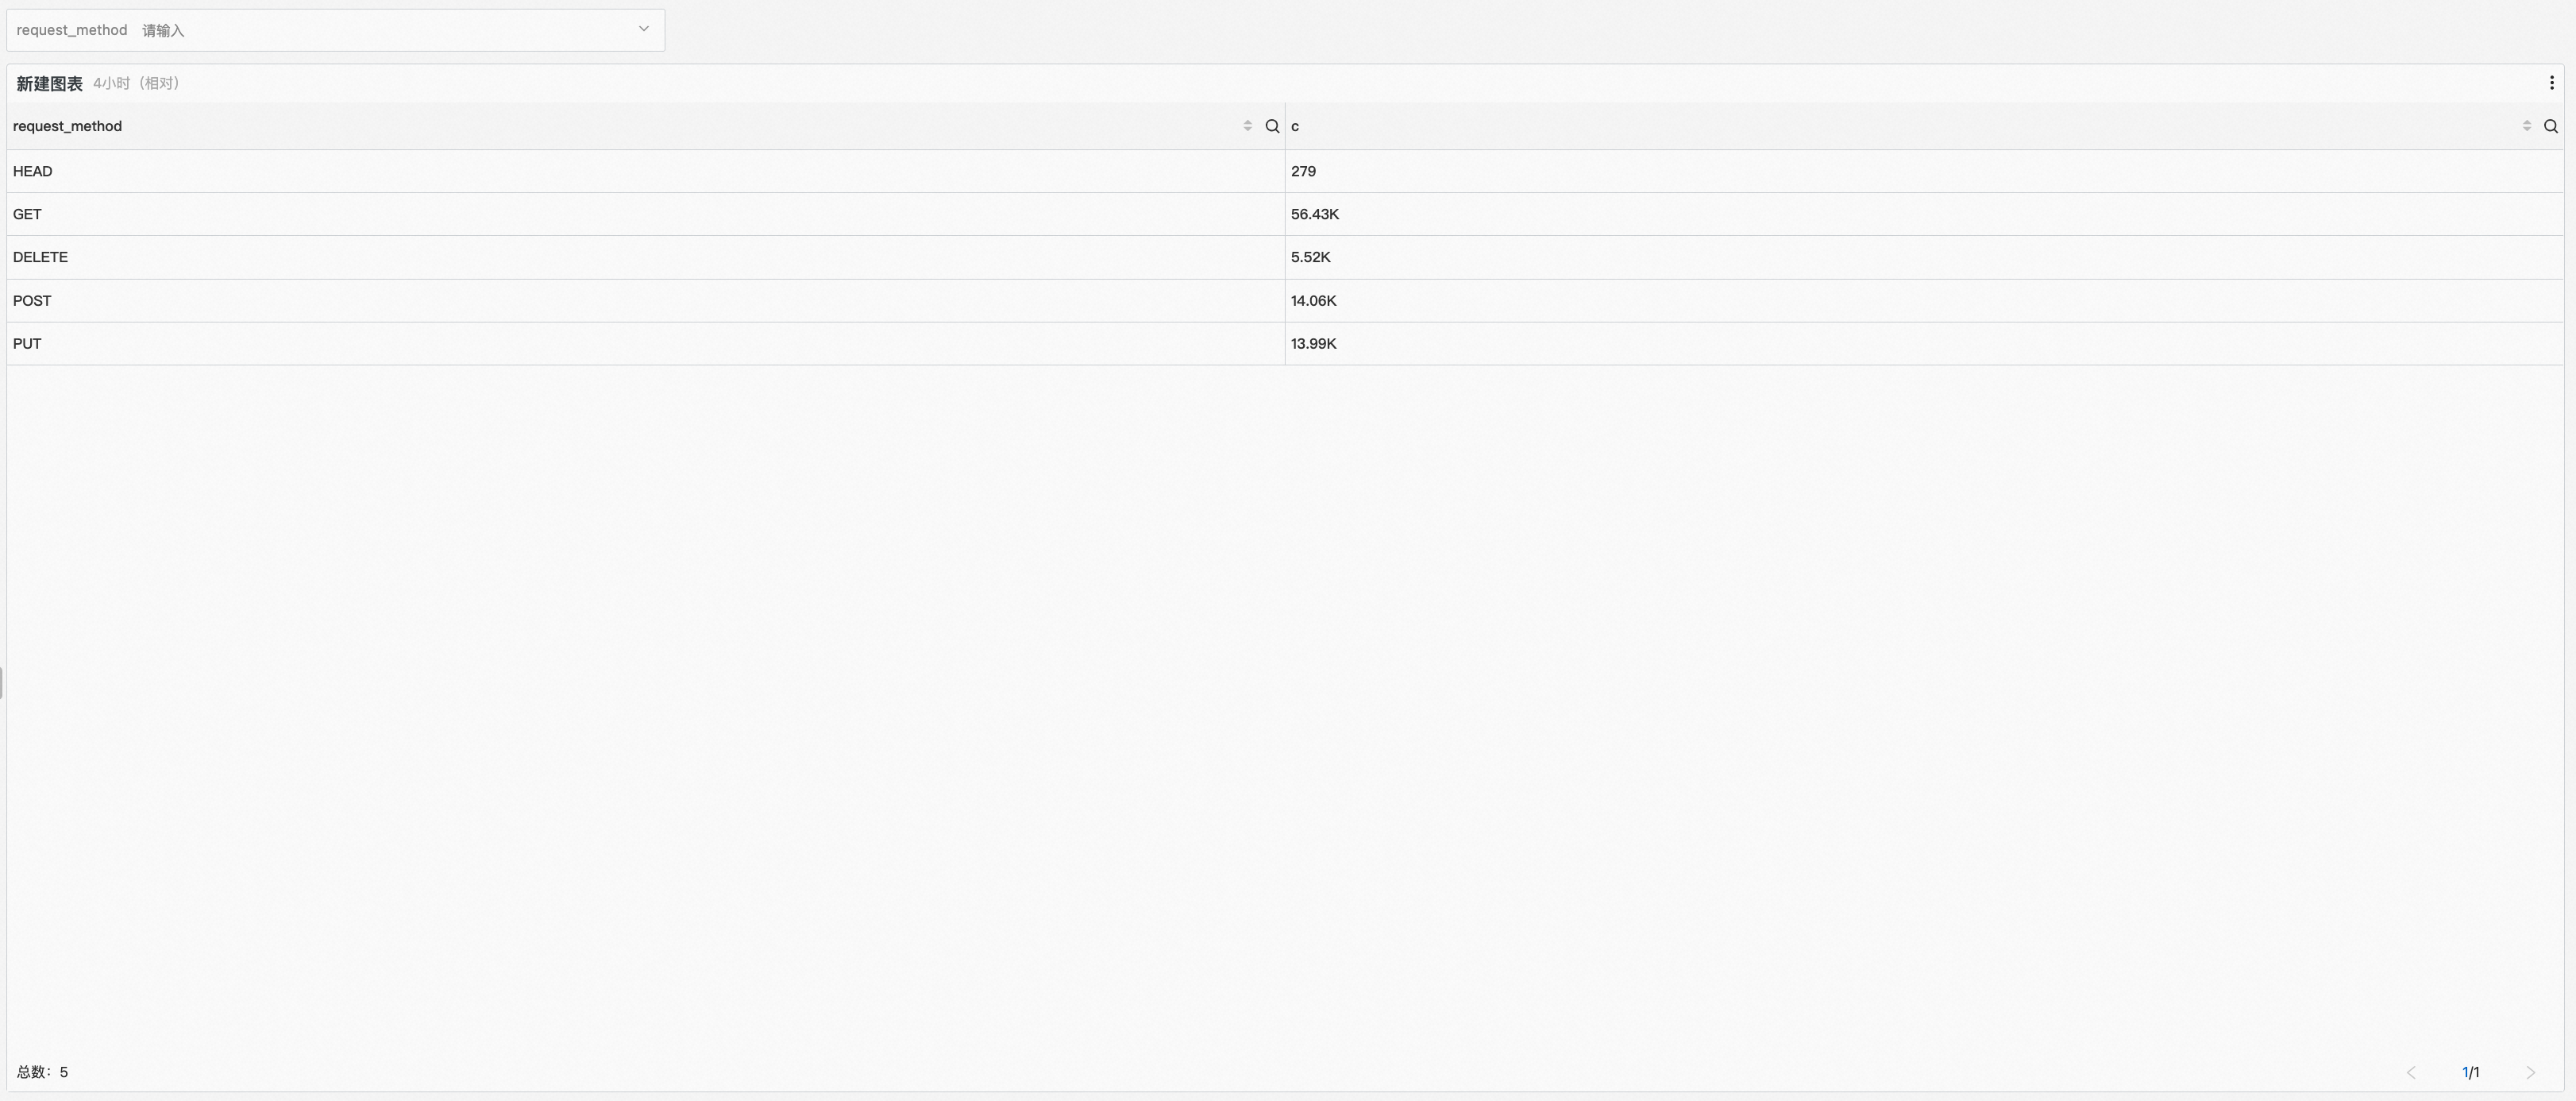 request_method 请输入
新建图表 4小时（相对）
request_method c
HEAD 279
GET 56.43K
DELETE 5.52K
POST 14.06K
PUT 13.99K
总数：5 1/1